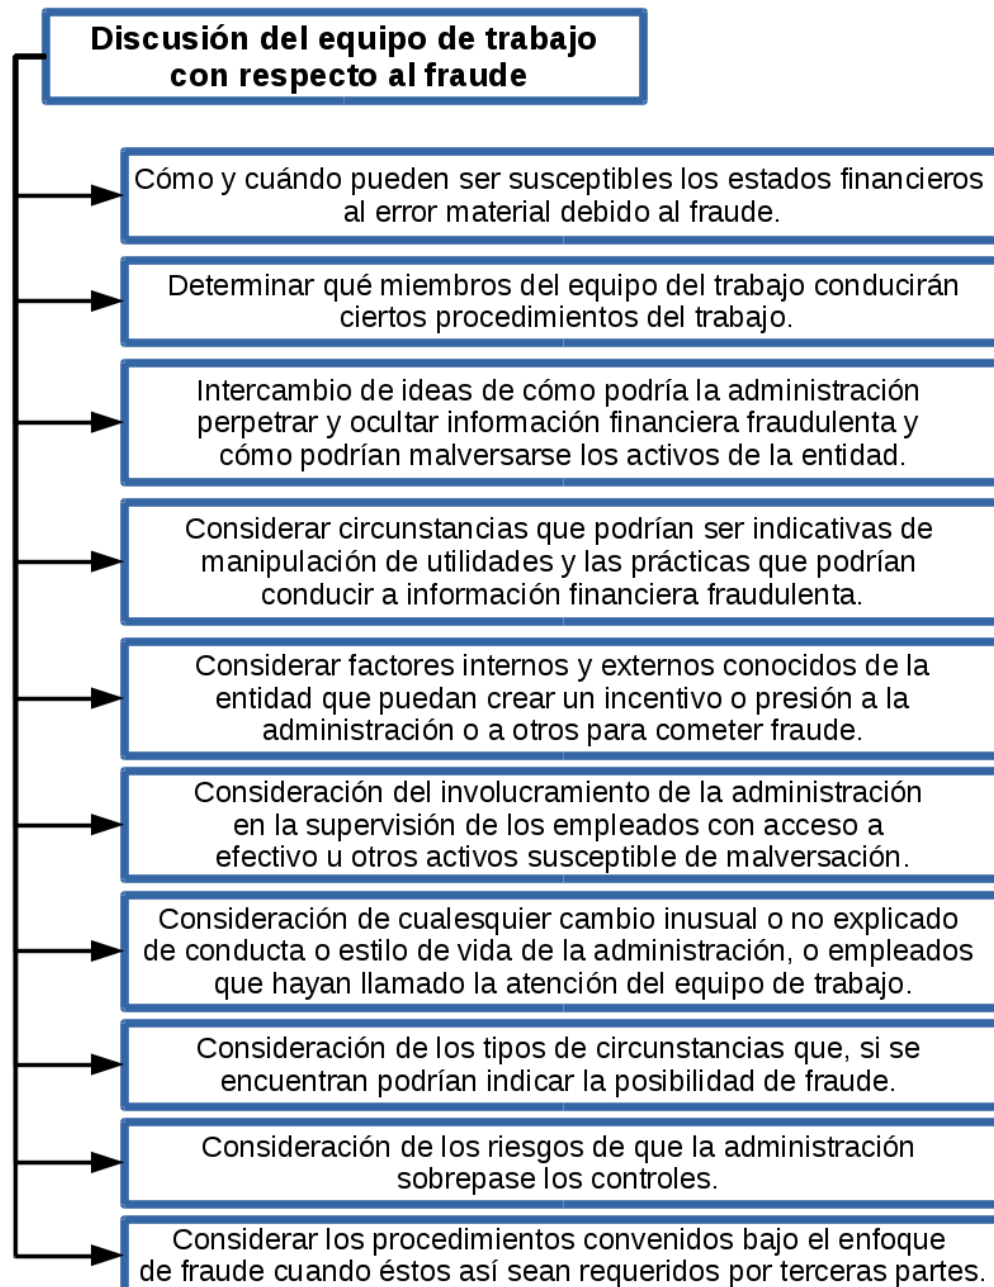 Discusión del equipo de trabajo
con respecto al fraude
Cómo y cuándo pueden ser susceptibles los estados financieros
al error material debido al fraude.
Determinar qué miembros del equipo del trabajo conducirán
ciertos procedimientos del trabajo.
Intercambio de ideas de cómo podría la administración
perpetrar y ocultar información financiera fraudulenta y
cómo podrían malversarse los activos de la entidad.
Considerar circunstancias que podrían ser indicativas de
manipulación de utilidades y las prácticas que podrían
conducir a información financiera fraudulenta.
Considerar factores internos y externos conocidos de la
entidad que puedan crear un incentivo o presión a la
administración o a otros para cometer fraude.
Consideración del involucramiento de la administración
en la supervisión de los empleados con acceso a
efectivo u otros activos susceptible de malversación.
Consideración de cualesquier cambio inusual o no explicado
de conducta o estilo de vida de la administración, o empleados
que hayan llamado la atención del equipo de trabajo.
Consideración de los tipos de circunstancias que, si se
encuentran podrían indicar la posibilidad de fraude.
Consideración de los riesgos de que la administración
sobrepase los controles.
Considerar los procedimientos convenidos bajo el enfoque
de fraude cuando éstos así sean requeridos por terceras partes.